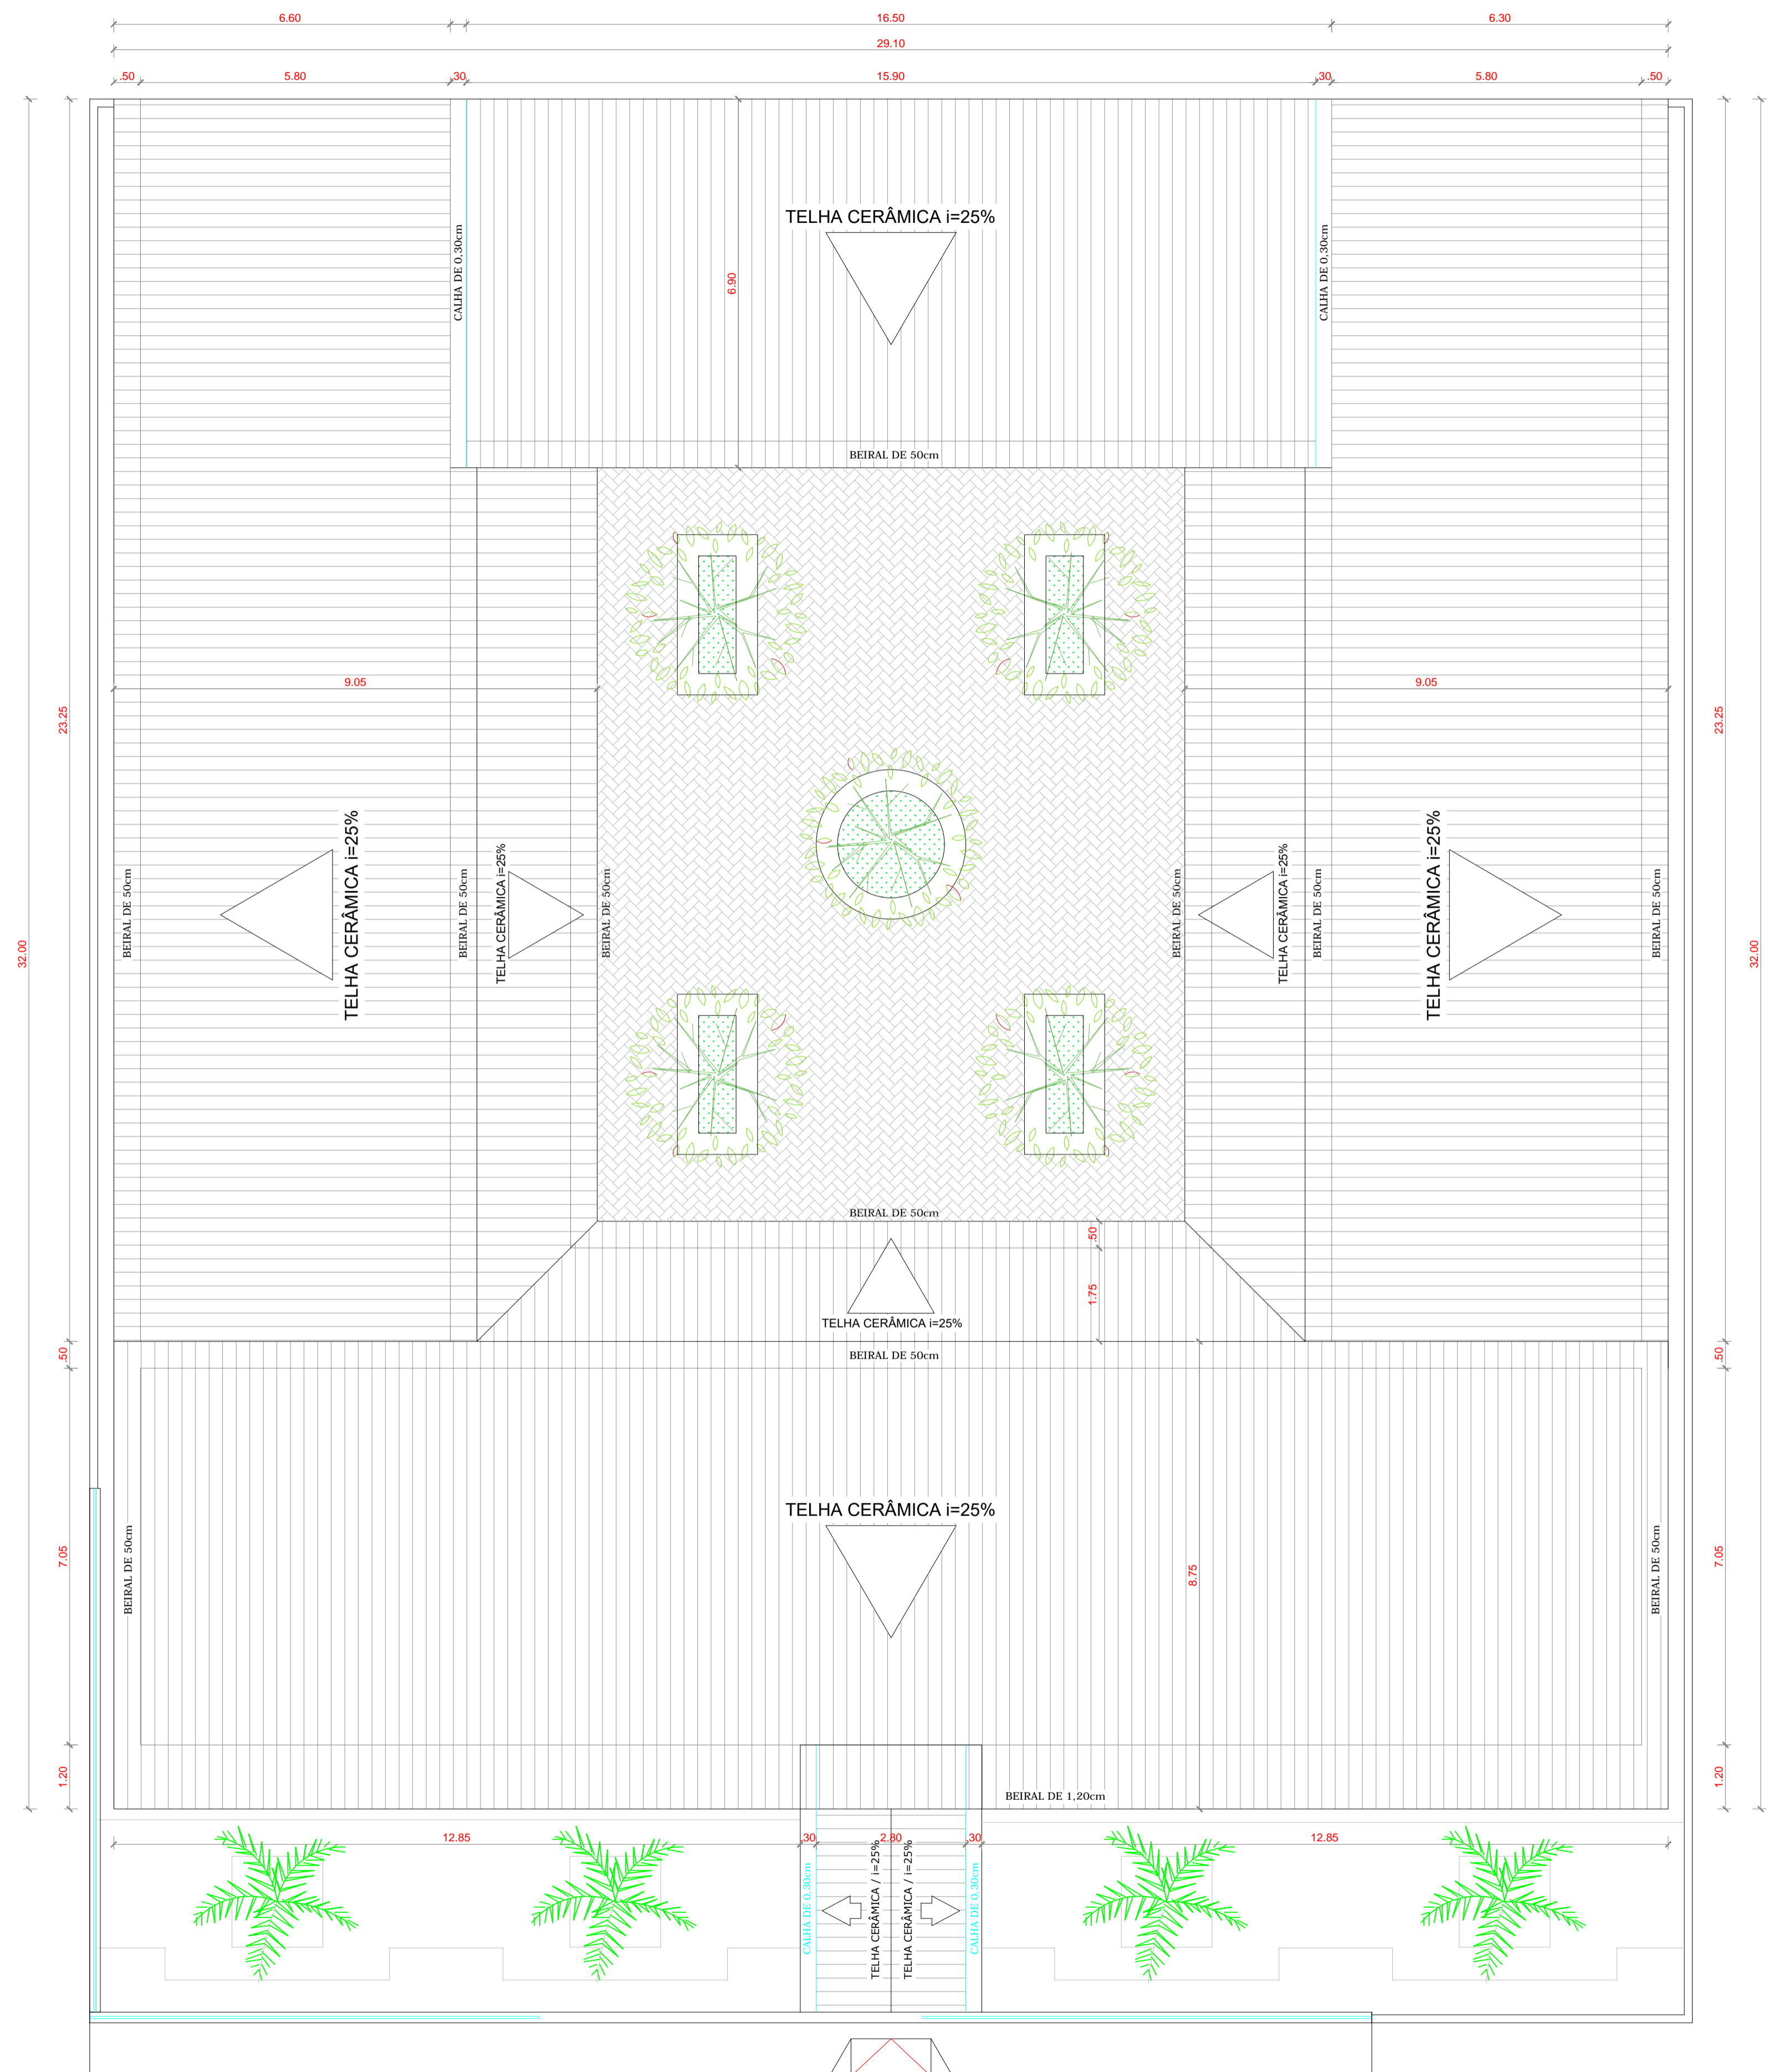 6.60
16.50
6.30
29.10
.50
5.80
.30
15.90
.30
5.80
.50
TELHA CERÂMICA i=25%
CALHA DE 0,30cm
CALHA DE 0,30cm
6.90
BEIRAL DE 50cm
9.05
9.05
23.25
23.25
32.00
32.00
BEIRAL DE 50cm
TELHA CERÂMICA i=25%
BEIRAL DE 50cm
TELHA CERÂMICA i=25%
BEIRAL DE 50cm
BEIRAL DE 50cm
TELHA CERÂMICA i=25%
BEIRAL DE 50cm
TELHA CERÂMICA i=25%
BEIRAL DE 50cm
BEIRAL DE 50cm
.50
1.75
TELHA CERÂMICA i=25%
BEIRAL DE 50cm
.50
.50
TELHA CERÂMICA i=25%
BEIRAL DE 50cm
BEIRAL DE 50cm
7.05
7.05
8.75
1.20
1.20
BEIRAL DE 1,20cm
12.85
.30
2.80
.30
12.85
CALHA DE 0,30cm
TELHA CERÂMICA / i=25%
TELHA CERÂMICA / i=25%
CALHA DE 0,30cm